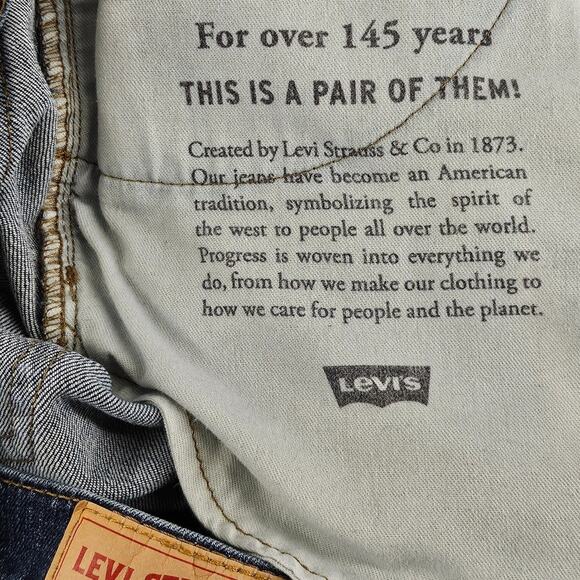 For over 145 years
THIS IS A PAIR OF THEM!
Created by Levi Strauss & Co in 1873.
Our jeans have become an American
tradition, symbolizing the spirit of
the west to people all over the world.
Progress is woven into everything we
do, from how we make our clothing to
how we care for people and the planet.
Levi's
LEVI